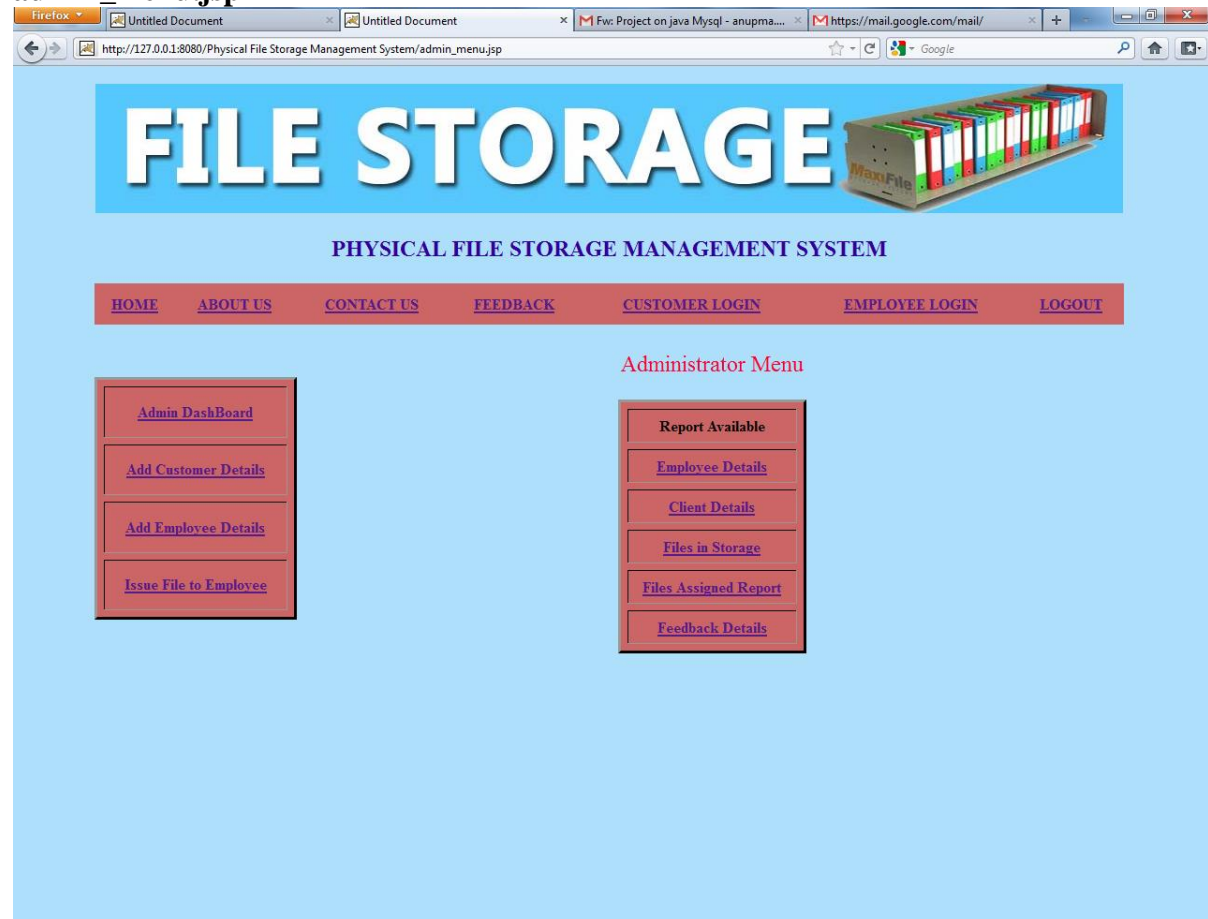 Firefox
Untitled Document
Untitled Document
Fw: Project on java Mysql - anupma....
https://mail.google.com/mail/
http://127.0.0.1:8080/Physical File Storage Management System/admin_menu.jsp
Google
FILE STORAGE
MaxiFile
PHYSICAL FILE STORAGE MANAGEMENT SYSTEM
HOME ABOUT US CONTACT US FEEDBACK CUSTOMER LOGIN EMPLOYEE LOGIN LOGOUT
Administrator Menu
Admin DashBoard
Add Customer Details
Add Employee Details
Issue File to Employee
Report Available
Employee Details
Client Details
Files in Storage
Files Assigned Report
Feedback Details